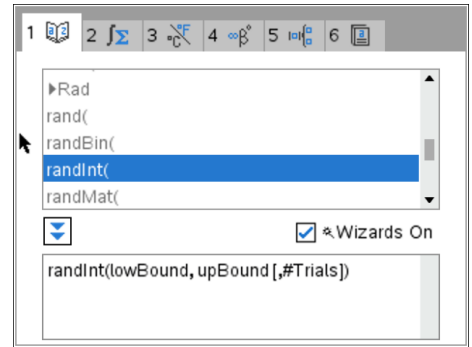 1 2 ∫Σ 3 °C°F 4 ∞β° 5 6
▶Rad
rand(
randBin(
randInt(
randMat(
Wizards On
randInt(lowBound, upBound [,#Trials])